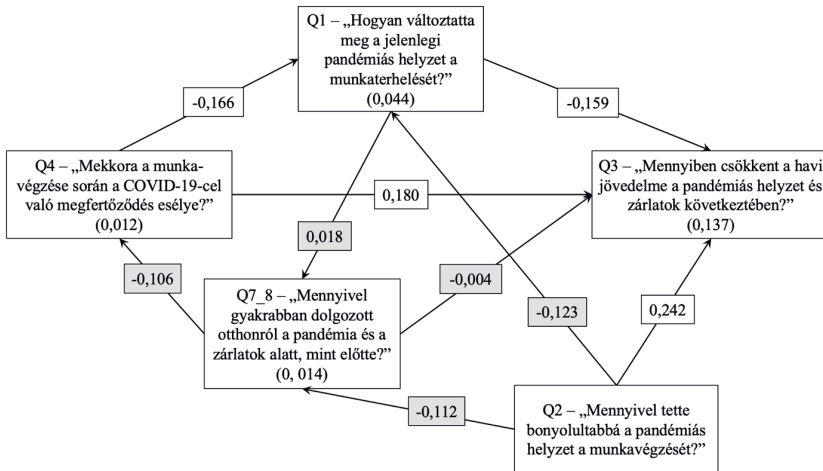 Q1 – „Hogyan változtatta
meg a jelenlegi
pandémiás helyzet a
munkaterhelését?”
(0,044)
-0,166
-0,159
Q4 – „Mekkora a munka-
végzése során a COVID-19-cel
való megfertőződés esélye?”
(0,012)
0,180
Q3 – „Mennyiben csökkent a havi
jövedelme a pandémiás helyzet és
zárlatok következtében?”
(0,137)
0,018
-0,106
-0,004
Q7_8 – „Mennyivel
gyakrabban dolgozott
otthonról a pandémia és a
zárlatok alatt, mint előtte?”
(0, 014)
-0,123
0,242
-0,112
Q2 – „Mennyivel tette
bonyolultabbá a pandémiás
helyzet a munkavégzését?”